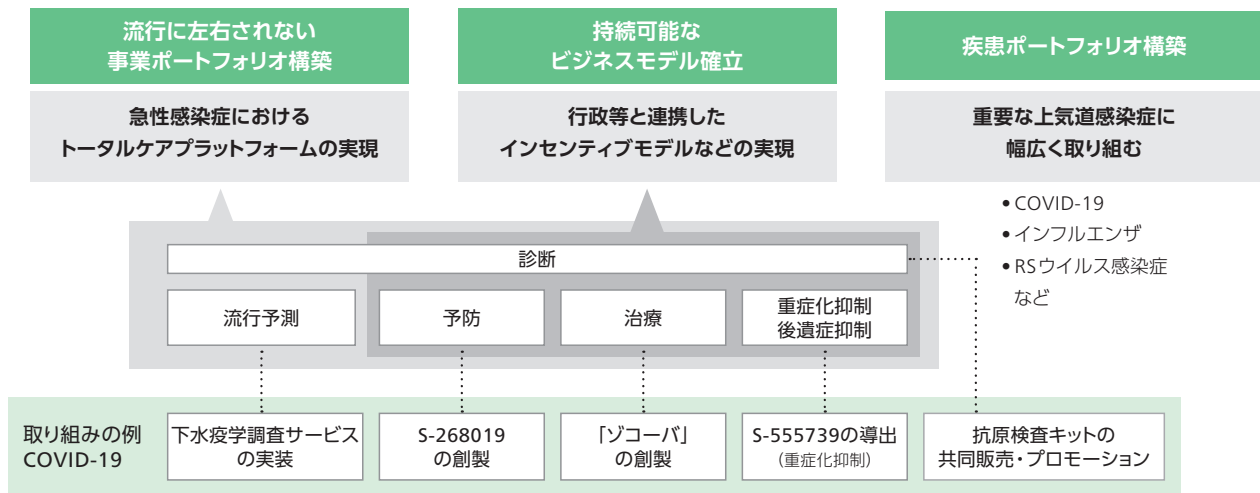 流行に左右されない
事業ポートフォリオ構築
急性感染症における
トータルケアプラットフォームの実現
持続可能な
ビジネスモデル確立
行政等と連携した
インセンティブモデルなどの実現
疾患ポートフォリオ構築
重要な上気道感染症に
幅広く取り組む
•COVID-19
•インフルエンザ
•RSウイルス感染症
など
診断
流行予測
予防
治療
重症化抑制
後遺症抑制
取り組みの例
COVID-19
下水疫学調査サービス
の実装
S-268019
の創製
「ゾコーバ」
の創製
S-555739の導出
(重症化抑制)
抗原検査キットの
共同販売・プロモーション